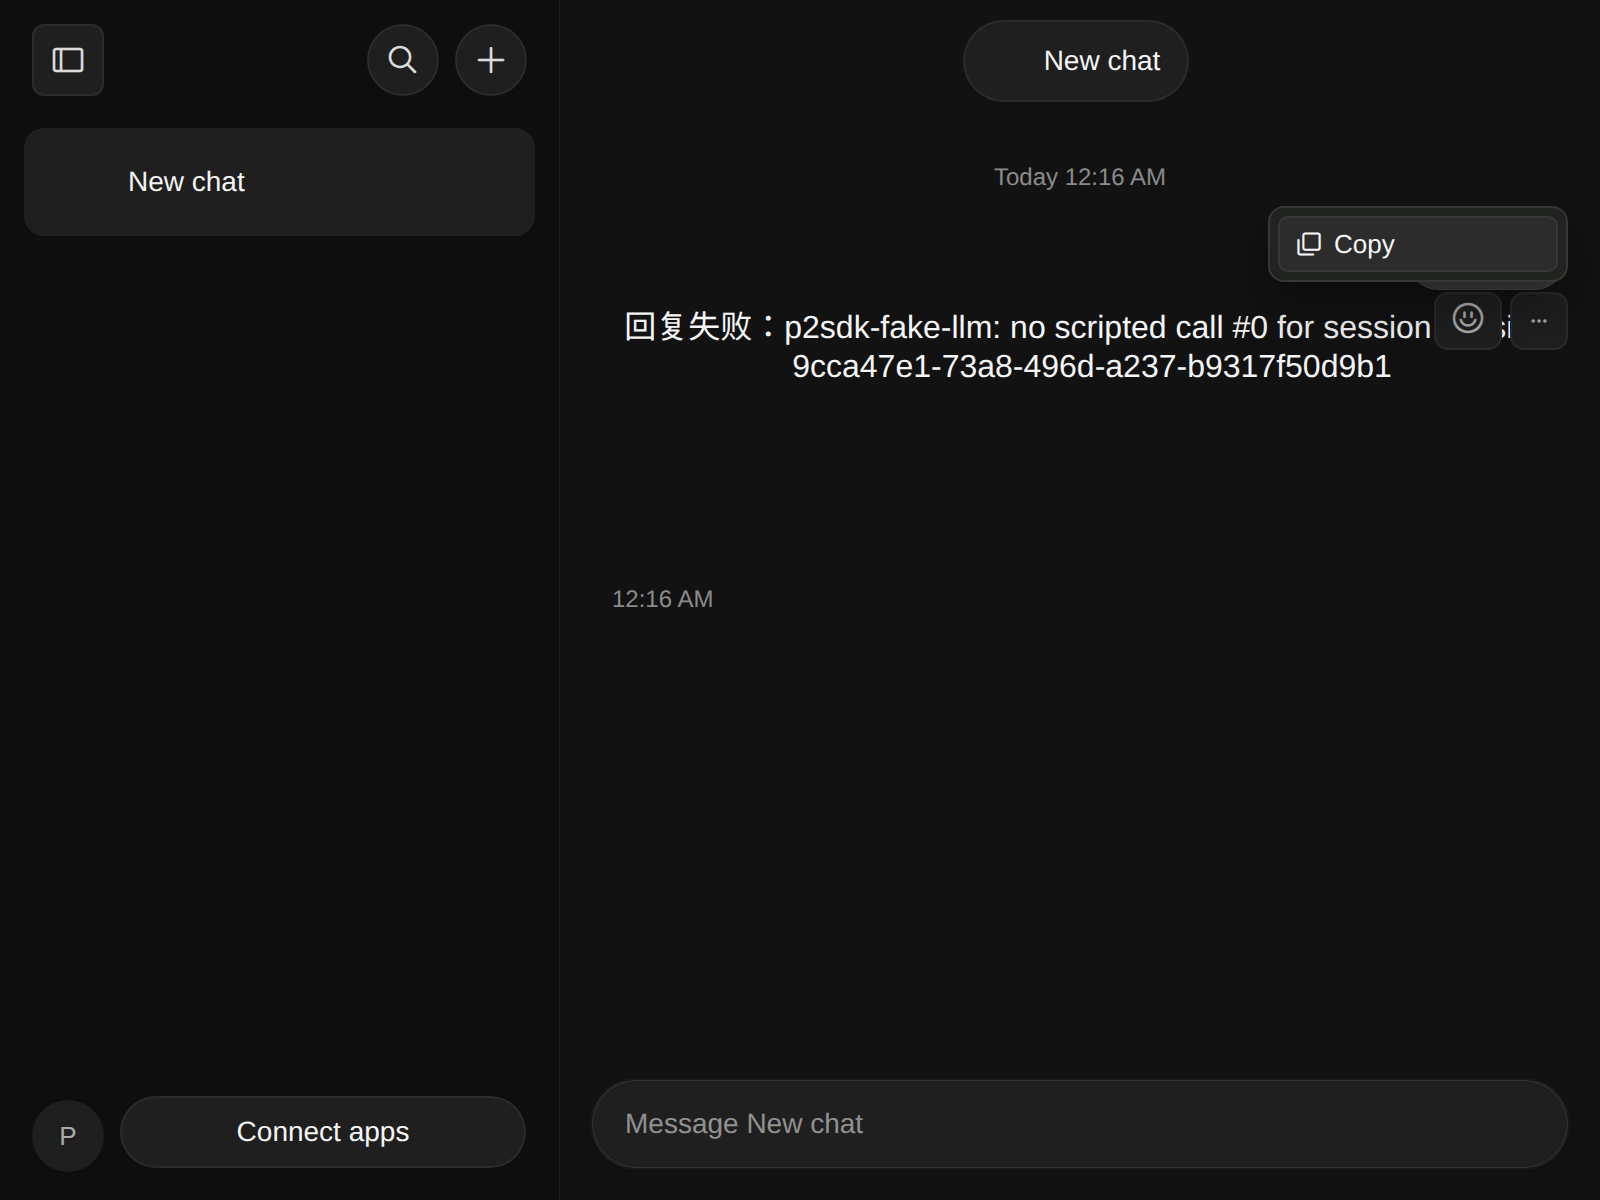 New chat
New chat
Today 12:16 AM
Copy
回复失败：p2sdk-fake-llm: no scripted call #0 for session
9cca47e1-73a8-496d-a237-b9317f50d9b1
12:16 AM
P
Connect apps
Message New chat